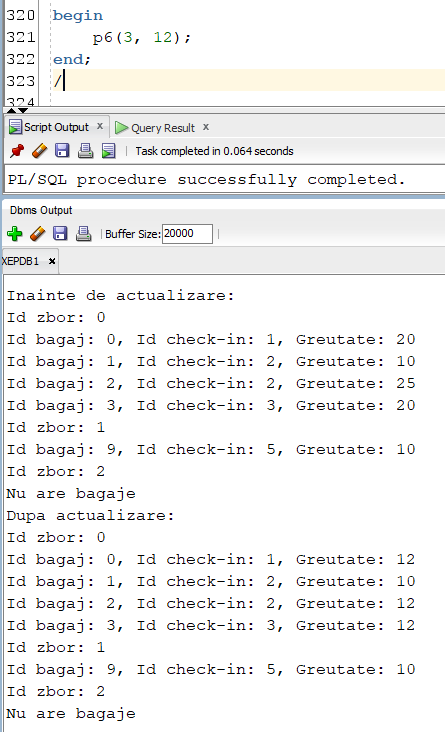 320 begin
321 p6(3, 12);
322 end;
323 /
324
Script Output x Query Result x
Task completed in 0.064 seconds
PL/SQL procedure successfully completed.
Dbms Output
Buffer Size: 20000
XEPDB1 x
Inainte de actualizare:
Id zbor: 0
Id bagaj: 0, Id check-in: 1, Greutate: 20
Id bagaj: 1, Id check-in: 2, Greutate: 10
Id bagaj: 2, Id check-in: 2, Greutate: 25
Id bagaj: 3, Id check-in: 3, Greutate: 20
Id zbor: 1
Id bagaj: 9, Id check-in: 5, Greutate: 10
Id zbor: 2
Nu are bagaje
Dupa actualizare:
Id zbor: 0
Id bagaj: 0, Id check-in: 1, Greutate: 12
Id bagaj: 1, Id check-in: 2, Greutate: 10
Id bagaj: 2, Id check-in: 2, Greutate: 12
Id bagaj: 3, Id check-in: 3, Greutate: 12
Id zbor: 1
Id bagaj: 9, Id check-in: 5, Greutate: 10
Id zbor: 2
Nu are bagaje